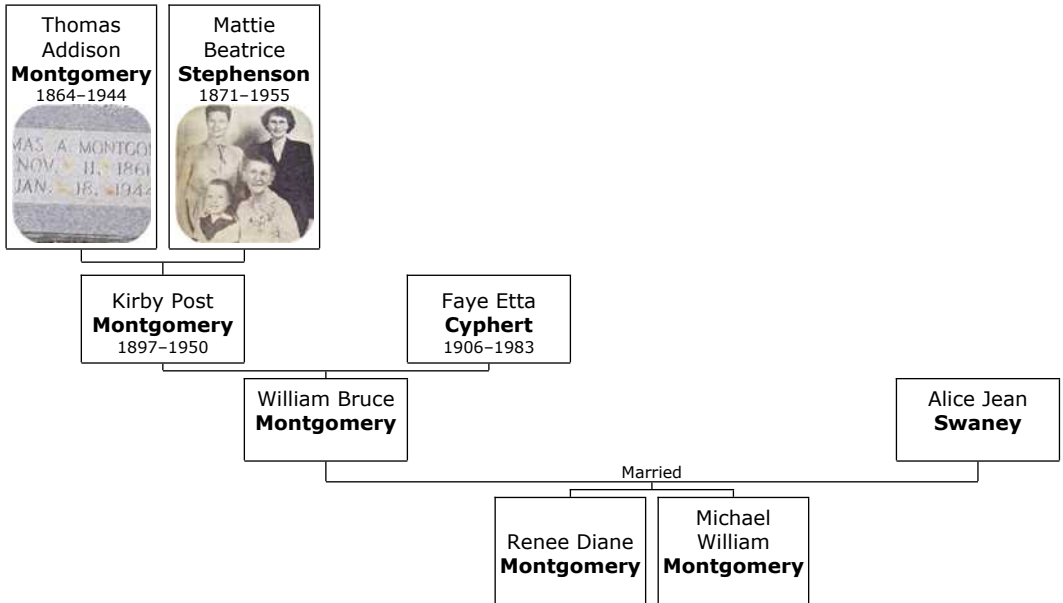 Thomas
Addison
Montgomery
1864–1944
MAS A. MONTGO
NOV. 11, 186
JAN. 18, 194
Mattie
Beatrice
Stephenson
1871–1955
Kirby Post
Montgomery
1897–1950
Faye Etta
Cyphert
1906–1983
William Bruce
Montgomery
Alice Jean
Swaney
Married
Renee Diane
Montgomery
Michael
William
Montgomery